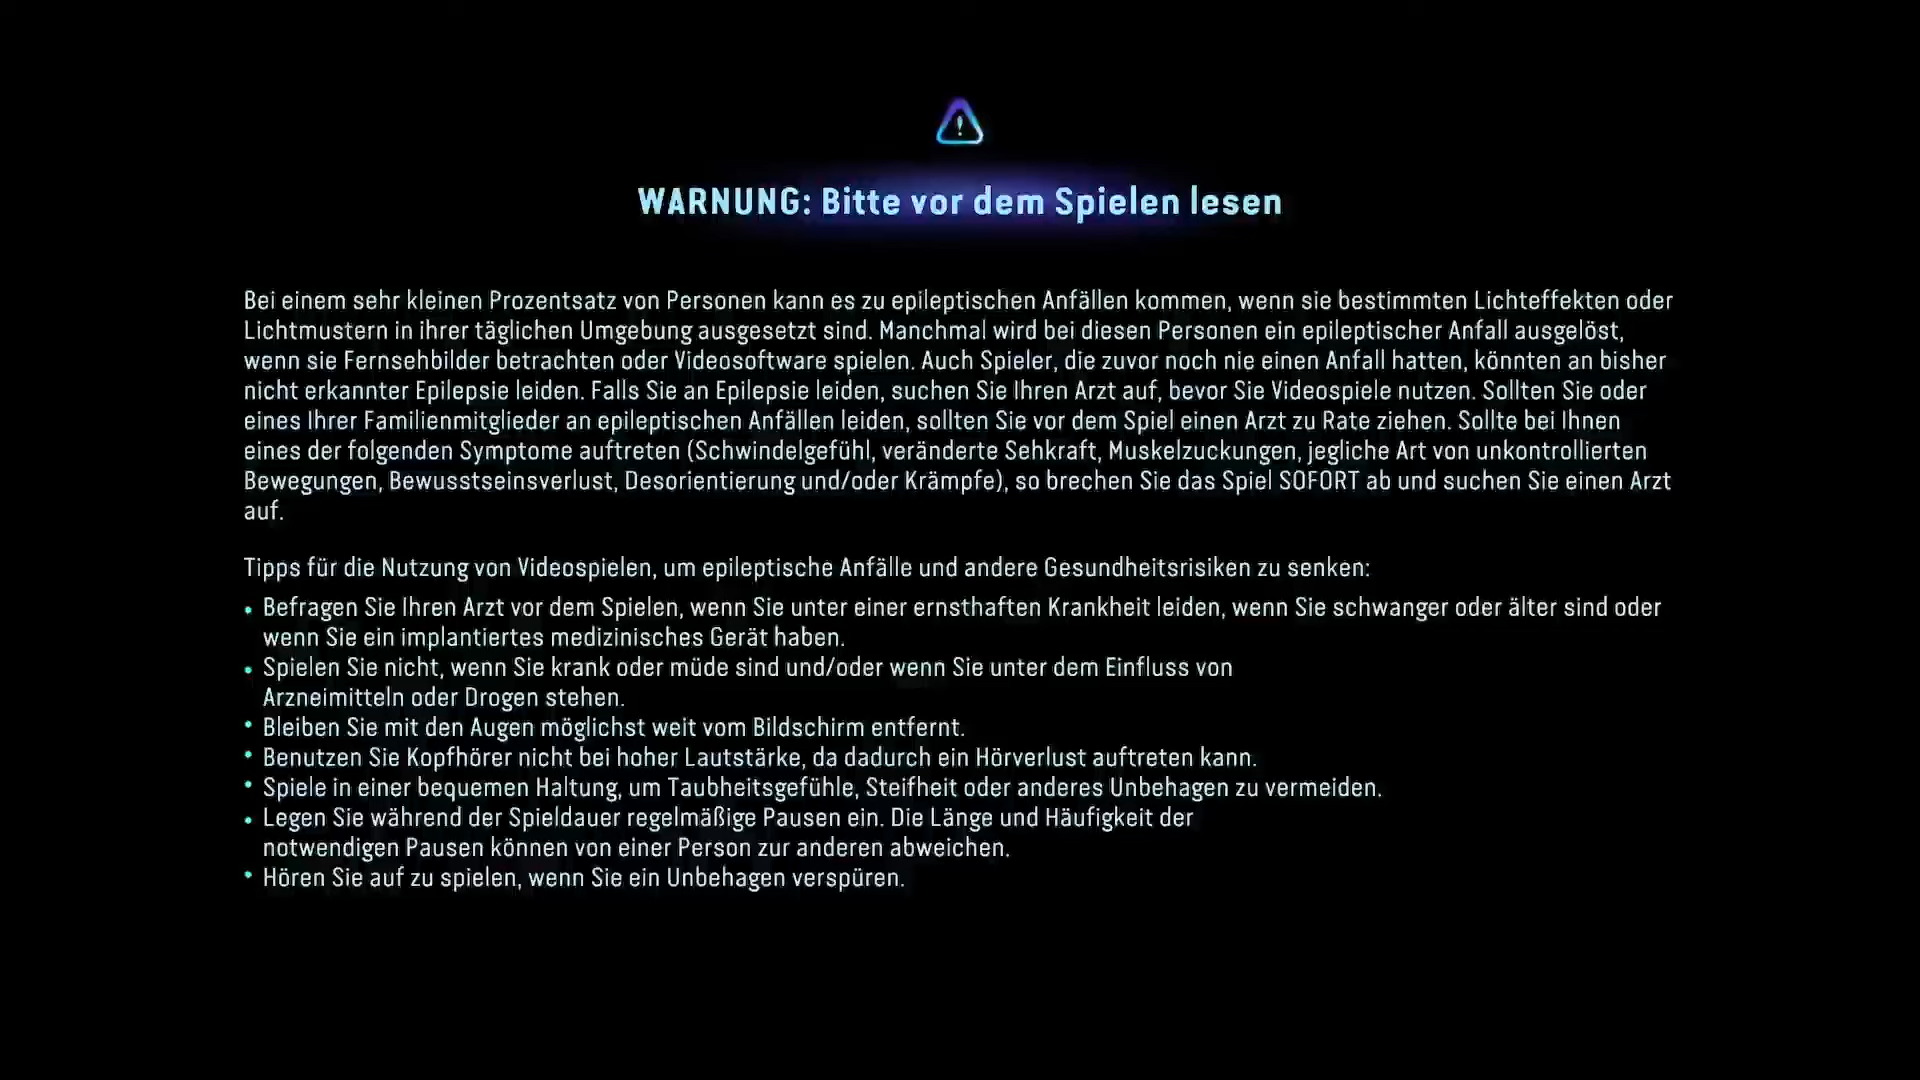 WARNUNG: Bitte vor dem Spielen lesen
Bei einem sehr kleinen Prozentsatz von Personen kann es zu epileptischen Anfällen kommen, wenn sie bestimmten Lichteffekten oder
Lichtmustern in ihrer täglichen Umgebung ausgesetzt sind. Manchmal wird bei diesen Personen ein epileptischer Anfall ausgelöst,
wenn sie Fernsehbilder betrachten oder Videosoftware spielen. Auch Spieler, die zuvor noch nie einen Anfall hatten, könnten an bisher
nicht erkannter Epilepsie leiden. Falls Sie an Epilepsie leiden, suchen Sie Ihren Arzt auf, bevor Sie Videospiele nutzen. Sollten Sie oder
eines Ihrer Familienmitglieder an epileptischen Anfällen leiden, sollten Sie vor dem Spiel einen Arzt zu Rate ziehen. Sollte bei Ihnen
eines der folgenden Symptome auftreten (Schwindelgefühl, veränderte Sehkraft, Muskelzuckungen, jegliche Art von unkontrollierten
Bewegungen, Bewusstseinsverlust, Desorientierung und/oder Krämpfe), so brechen Sie das Spiel SOFORT ab und suchen Sie einen Arzt
auf.
Tipps für die Nutzung von Videospielen, um epileptische Anfälle und andere Gesundheitsrisiken zu senken:
• Befragen Sie Ihren Arzt vor dem Spielen, wenn Sie unter einer ernsthaften Krankheit leiden, wenn Sie schwanger oder älter sind oder
wenn Sie ein implantiertes medizinisches Gerät haben.
• Spielen Sie nicht, wenn Sie krank oder müde sind und/oder wenn Sie unter dem Einfluss von
Arzneimitteln oder Drogen stehen.
• Bleiben Sie mit den Augen möglichst weit vom Bildschirm entfernt.
• Benutzen Sie Kopfhörer nicht bei hoher Lautstärke, da dadurch ein Hörverlust auftreten kann.
• Spiele in einer bequemen Haltung, um Taubheitsgefühle, Steifheit oder anderes Unbehagen zu vermeiden.
• Legen Sie während der Spieldauer regelmäßige Pausen ein. Die Länge und Häufigkeit der
notwendigen Pausen können von einer Person zur anderen abweichen.
• Hören Sie auf zu spielen, wenn Sie ein Unbehagen verspüren.